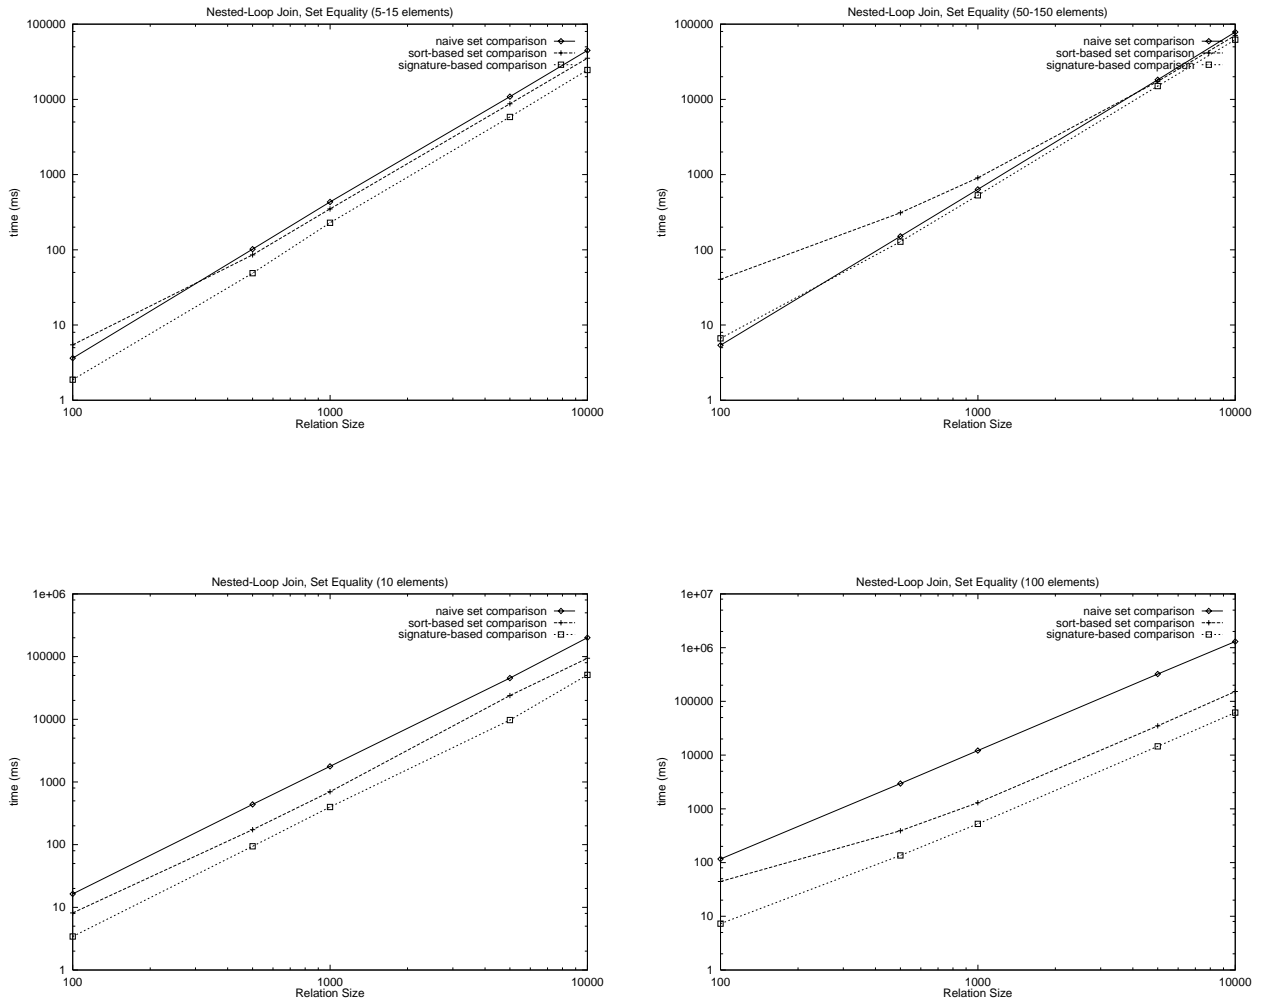 Nested-Loop Join, Set Equality (5-15 elements)
100000
10000
1000
100
10
1
time (ms)
naive set comparison
sort-based set comparison
signature-based comparison
100
1000
10000
Relation Size
Nested-Loop Join, Set Equality (50-150 elements)
100000
10000
1000
100
10
1
time (ms)
naive set comparison
sort-based set comparison
signature-based comparison
100
1000
10000
Relation Size
Nested-Loop Join, Set Equality (10 elements)
1e+06
100000
10000
1000
100
10
1
time (ms)
naive set comparison
sort-based set comparison
signature-based comparison
100
1000
10000
Relation Size
Nested-Loop Join, Set Equality (100 elements)
1e+07
1e+06
100000
10000
1000
100
10
1
time (ms)
naive set comparison
sort-based set comparison
signature-based comparison
100
1000
10000
Relation Size